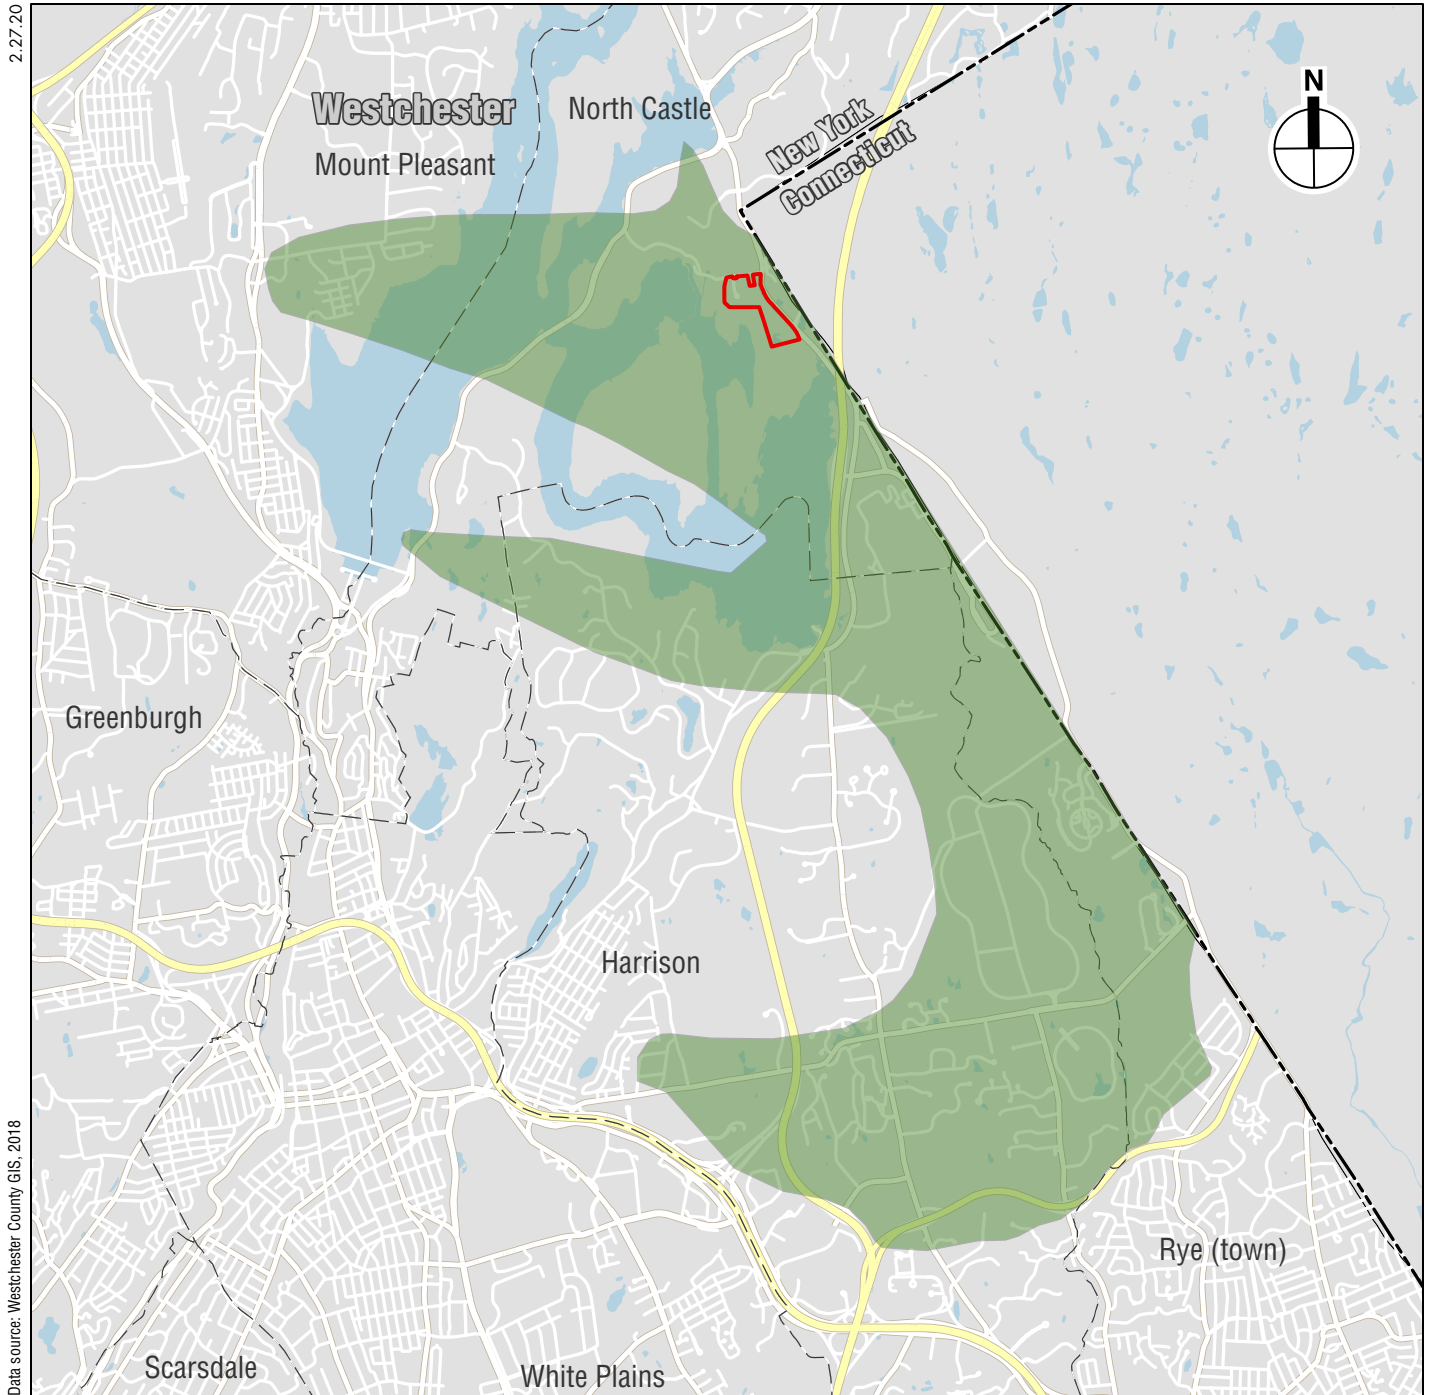 2.27.20
Westchester
North Castle
Mount Pleasant
New York
Connecticut
N
Greenburgh
Harrison
Rye (town)
Scarsdale
White Plains
Data source: Westchester County GIS, 2018